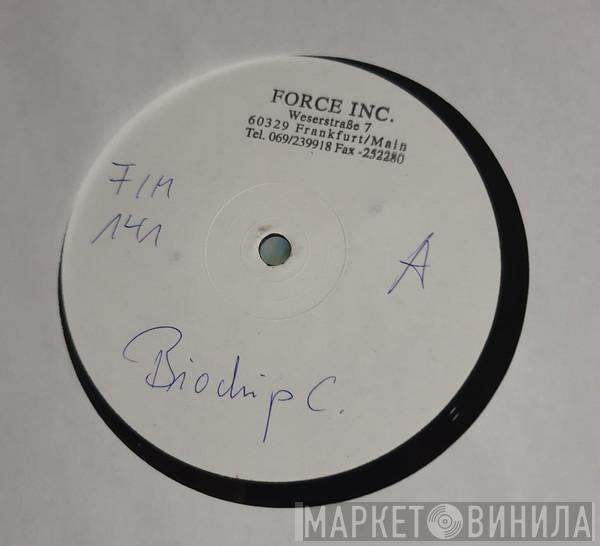 FORCE INC.
Weserstraße 7
60329 Frankfurt/Main
Tel. 069/239918 Fax -252280
FIM
141
A
Biochip C.
МАРКЕТ ВИНИЛА